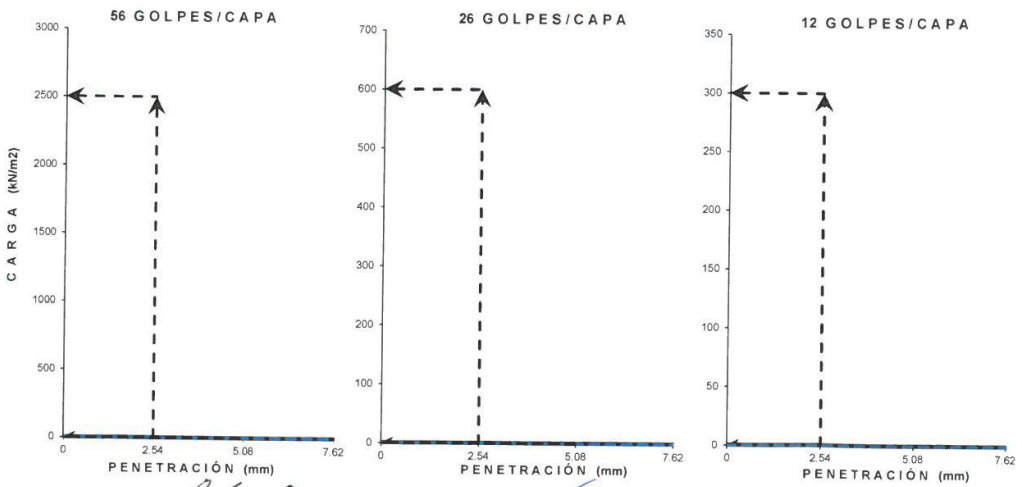 56 GOLPES/CAPA
CARGA (kN/m2)
3000
2500
2000
1500
1000
500
0
0 2.54 5.08 7.62
PENETRACIÓN (mm)
26 GOLPES/CAPA
700
600
500
400
300
200
100
0
0 2.54 5.08 7.62
PENETRACIÓN (mm)
12 GOLPES/CAPA
350
300
250
200
150
100
50
0
0 2.54 5.08 7.62
PENETRACIÓN (mm)